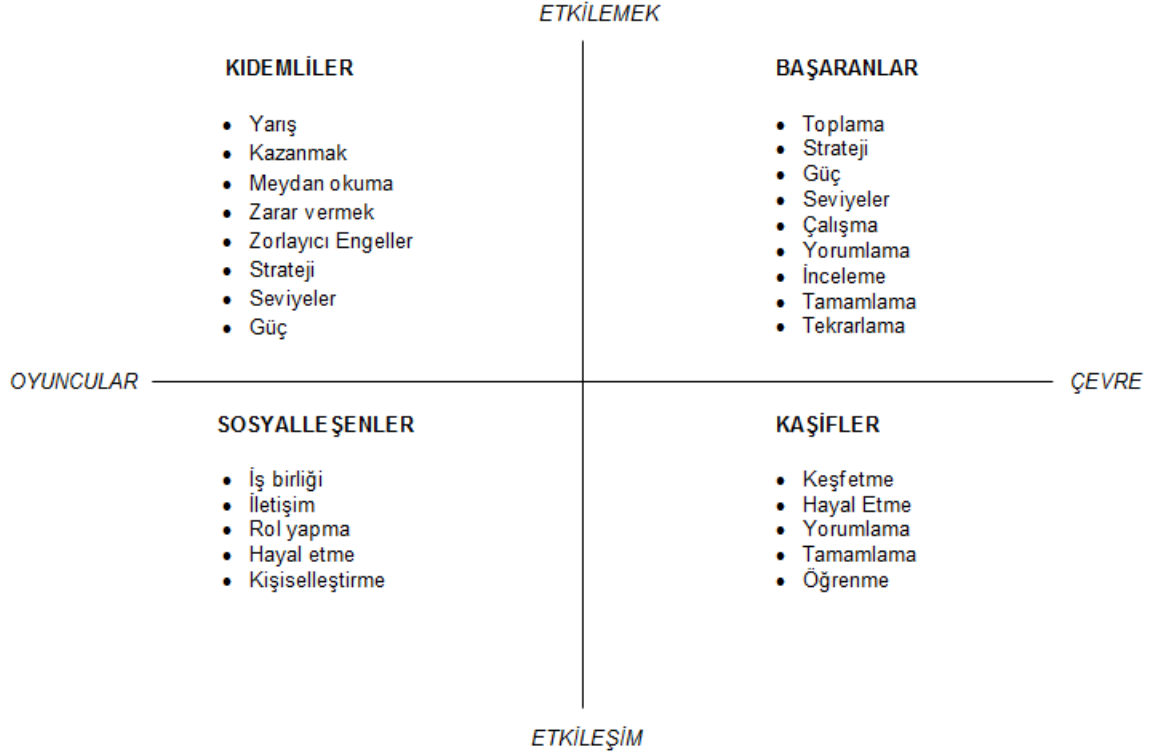 ETKİLEMEK
KIDEMLİLER
• Yarış
• Kazanmak
• Meydan okuma
• Zarar vermek
• Zorlayıcı Engeller
• Strateji
• Seviyeler
• Güç
BAŞARANLAR
• Toplama
• Strateji
• Güç
• Seviyeler
• Çalışma
• Yorumlama
• İnceleme
• Tamamlama
• Tekrarlama
OYUNCULAR
ÇEVRE
SOSYALLEŞENLER
• İş birliği
• İletişim
• Rol yapma
• Hayal etme
• Kişiselleştirme
KAŞİFLER
• Keşfetme
• Hayal Etme
• Yorumlama
• Tamamlama
• Öğrenme
ETKİLEŞİM